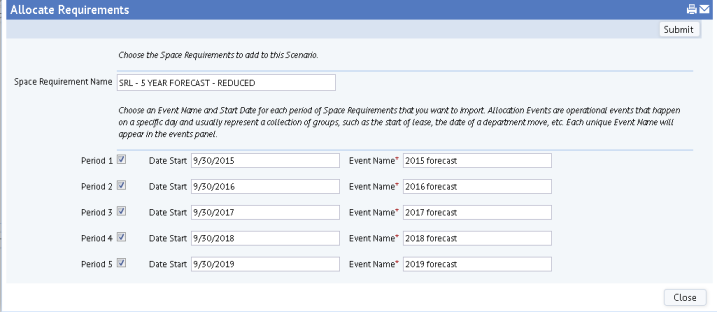 Allocate Requirements
Submit
Choose the Space Requirements to add to this Scenario.
Space Requirement Name SRL - 5 YEAR FORECAST - REDUCED
Choose an Event Name and Start Date for each period of Space Requirements that you want to import. Allocation Events are operational events that happen
on a specific day and usually represent a collection of groups, such as the start of lease, the date of a department move, etc. Each unique Event Name will
appear in the events panel.
Period 1 Date Start 9/30/2015 Event Name* 2015 forecast
Period 2 Date Start 9/30/2016 Event Name* 2016 forecast
Period 3 Date Start 9/30/2017 Event Name* 2017 forecast
Period 4 Date Start 9/30/2018 Event Name* 2018 forecast
Period 5 Date Start 9/30/2019 Event Name* 2019 forecast
Close